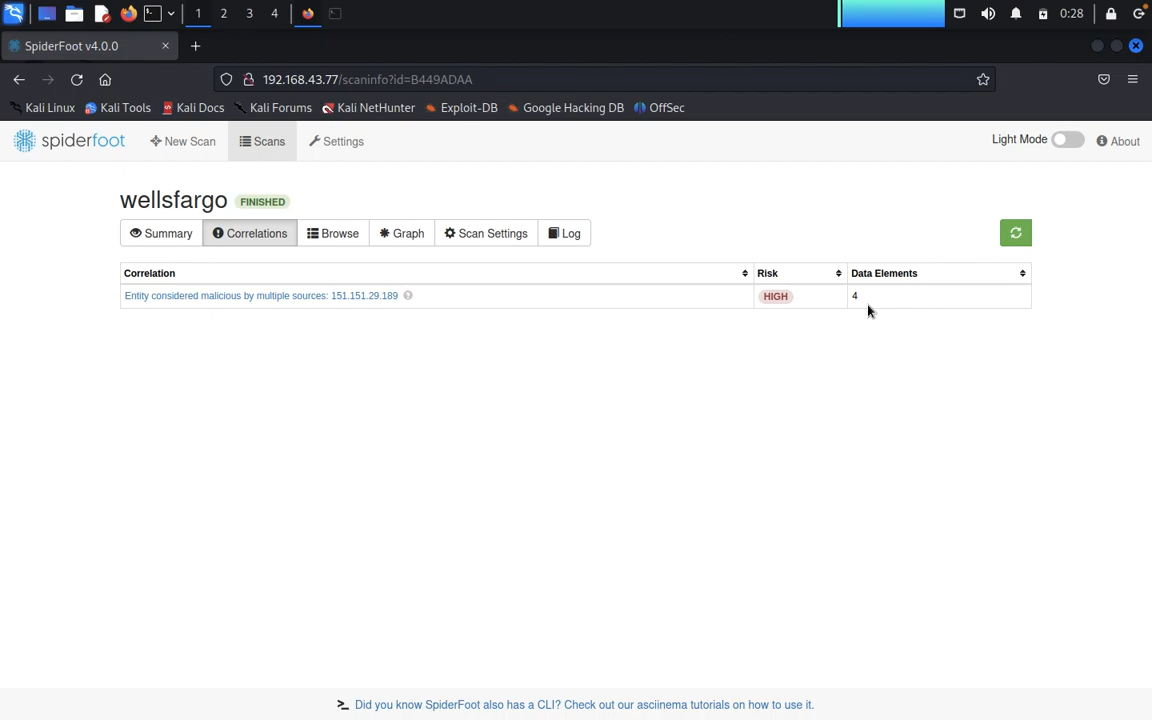 1 2 3 4 0:28
SpiderFoot v4.0.0
192.168.43.77/scaninfo?id=B449ADAA
Kali Linux Kali Tools Kali Docs Kali Forums Kali NetHunter Exploit-DB Google Hacking DB OffSec
spiderfoot New Scan Scans Settings Light Mode About
wellsfargo FINISHED
Summary Correlations Browse Graph Scan Settings Log
Correlation Risk Data Elements
Entity considered malicious by multiple sources: 151.151.29.189 HIGH 4
Did you know SpiderFoot also has a CLI? Check out our asciinema tutorials on how to use it.